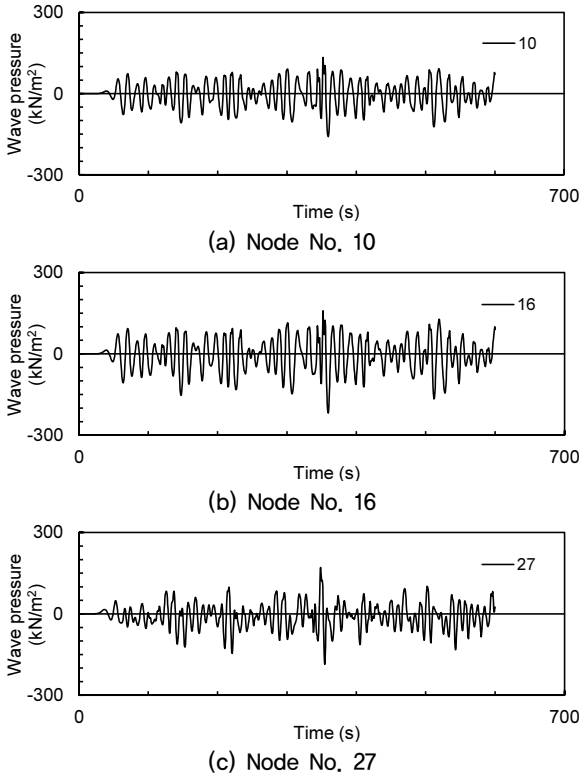 300
10
0
-300
Wave pressure
(kN/m²)
0
700
Time (s)
(a) Node No. 10
300
16
0
-300
Wave pressure
(kN/m²)
0
700
Time (s)
(b) Node No. 16
300
27
0
-300
Wave pressure
(kN/m²)
0
700
Time (s)
(c) Node No. 27